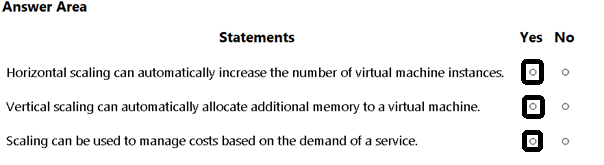 Answer Area
Statements Yes No
Horizontal scaling can automatically increase the number of virtual machine instances.
Vertical scaling can automatically allocate additional memory to a virtual machine.
Scaling can be used to manage costs based on the demand of a service.